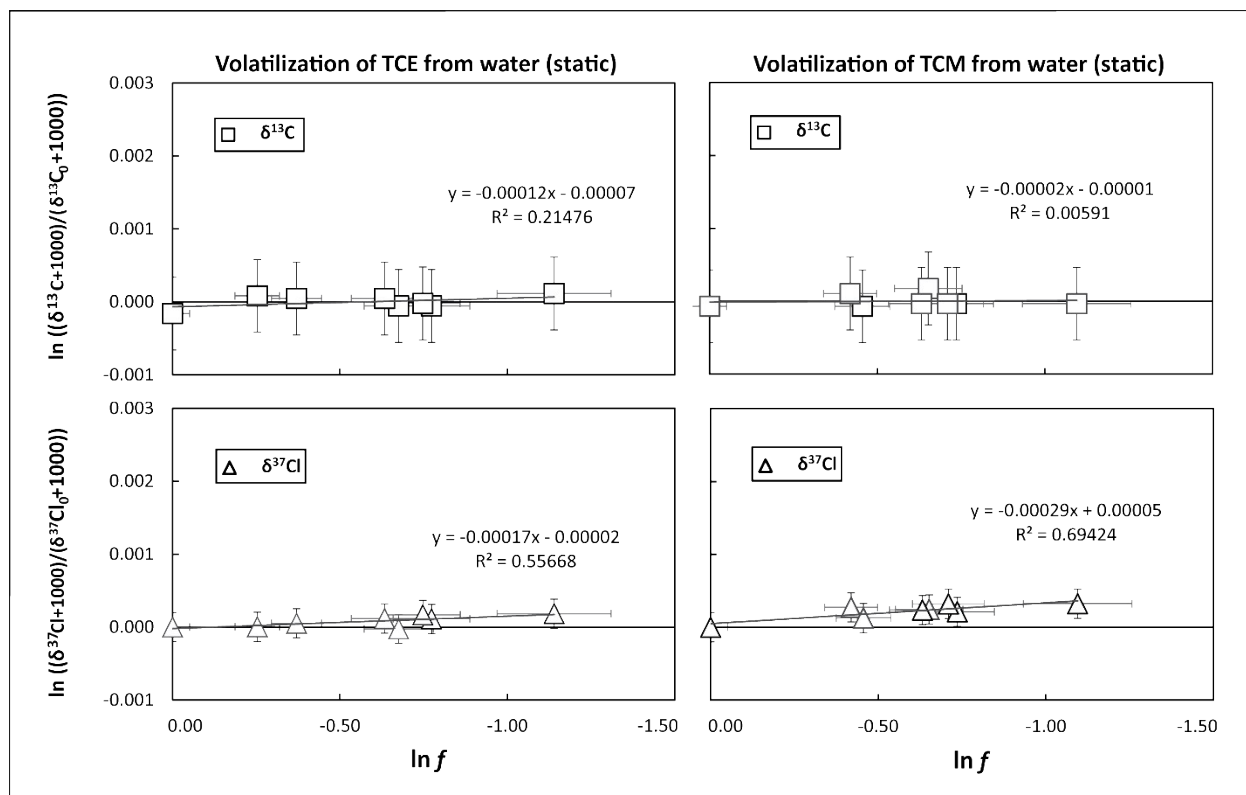 Volatilization of TCE from water (static)
Volatilization of TCM from water (static)
ln ((δ¹³C+1000)/(δ¹³C₀+1000))
0.003
0.002
0.001
0.000
-0.001
δ¹³C
y = -0.00012x - 0.00007
R² = 0.21476
δ¹³C
y = -0.00002x - 0.00001
R² = 0.00591
ln ((δ³⁷Cl+1000)/(δ³⁷Cl₀+1000))
0.003
0.002
0.001
0.000
-0.001
δ³⁷Cl
y = -0.00017x - 0.00002
R² = 0.55668
δ³⁷Cl
y = -0.00029x + 0.00005
R² = 0.69424
0.00 -0.50 -1.00 -1.50
0.00 -0.50 -1.00 -1.50
ln f
ln f